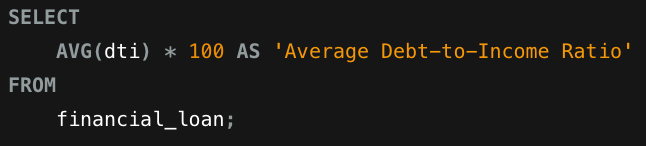 SELECT
    AVG(dti) * 100 AS 'Average Debt-to-Income Ratio'
FROM
    financial_loan;